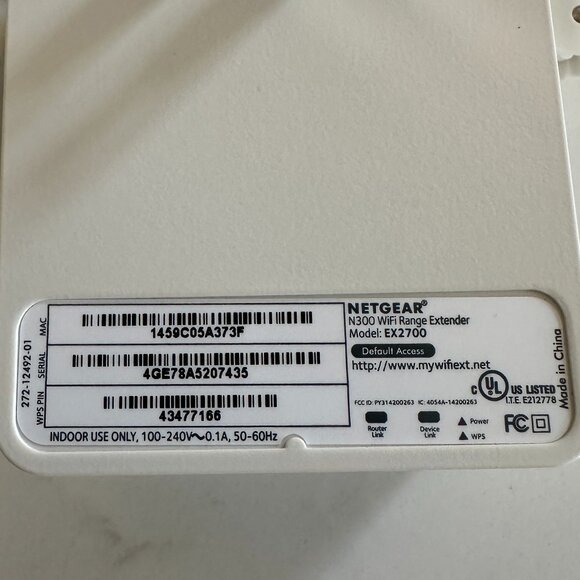 272-12492-01
MAC
1459C05A373F
SERIAL
4GE78A5207435
WPS PIN
43477166
INDOOR USE ONLY, 100-240V～0.1A, 50-60Hz
NETGEAR®
N300 WiFi Range Extender
Model: EX2700
Default Access
http://www.mywifiext.net
C UL US LISTED
I.T.E. E212778
FCC ID: PY314200263 IC: 4054A-14200263
Router Link
Device Link
Power
WPS
FC
Made in China